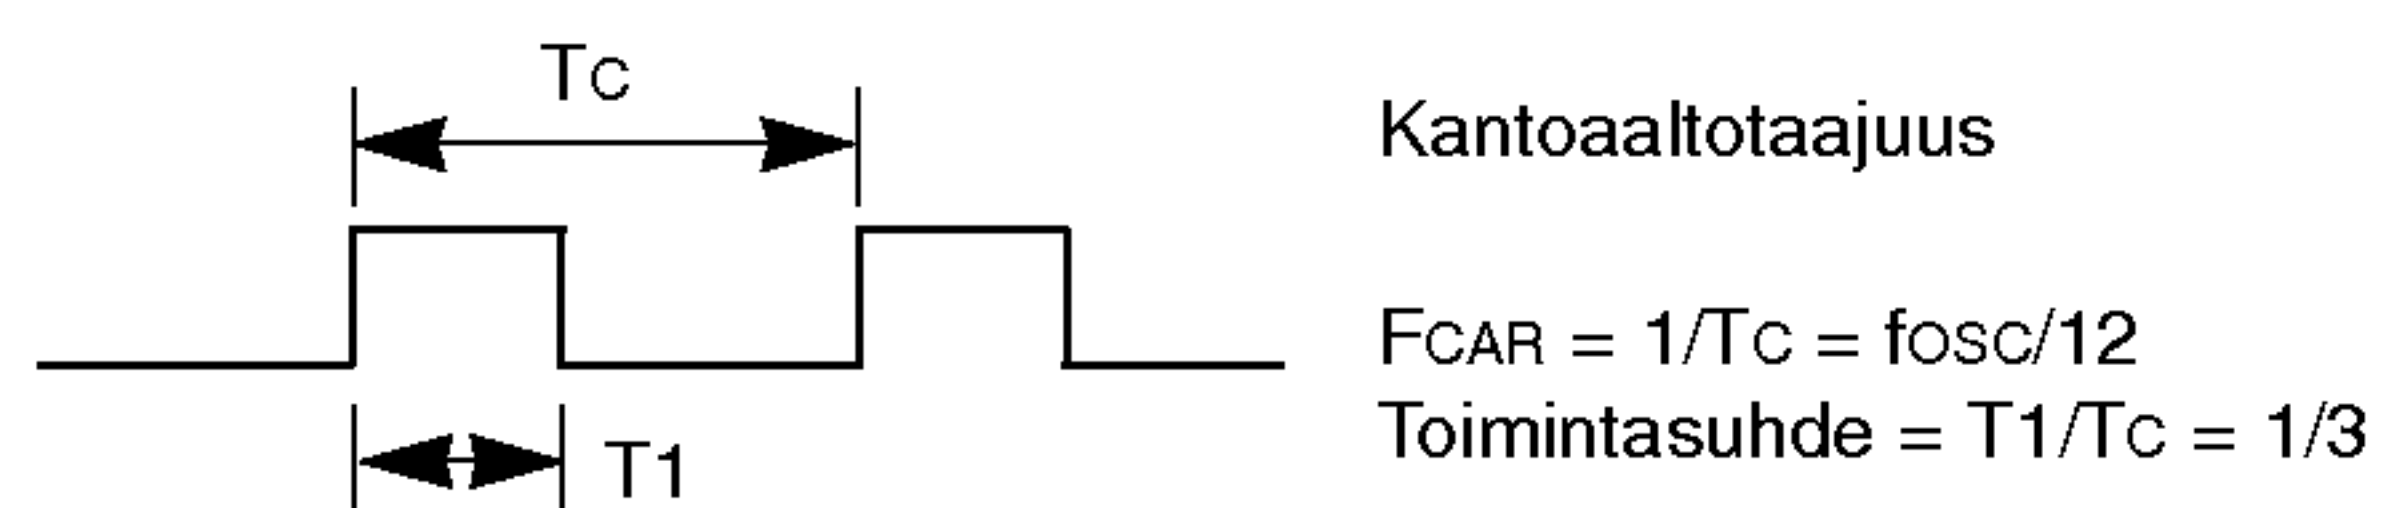 Tc
Kantoaaltotaajuus
FCAR = 1/Tc = fosc/12
Toimintasuhde = T1/Tc = 1/3
T1